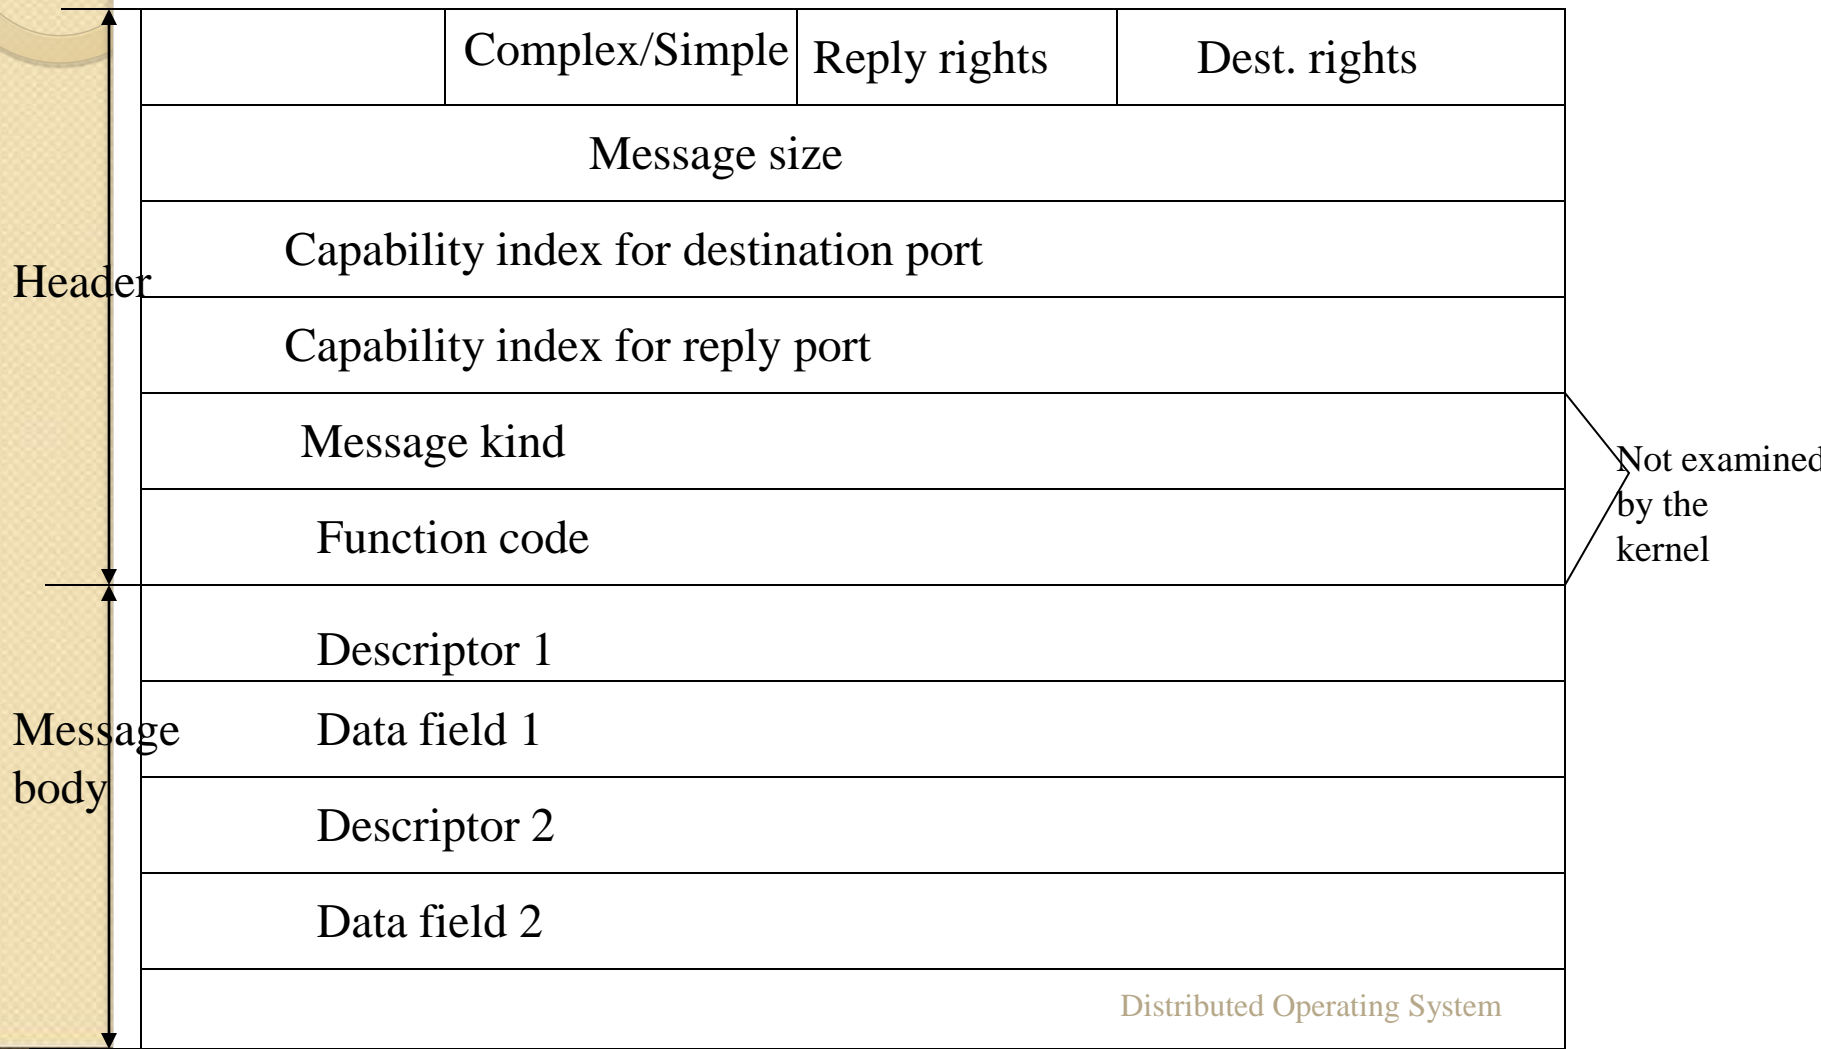 Complex/Simple
Reply rights
Dest. rights
Message size
Capability index for destination port
Header
Capability index for reply port
Message kind
Not examined
by the
kernel
Function code
Descriptor 1
Message
body
Data field 1
Descriptor 2
Data field 2
Distributed Operating System